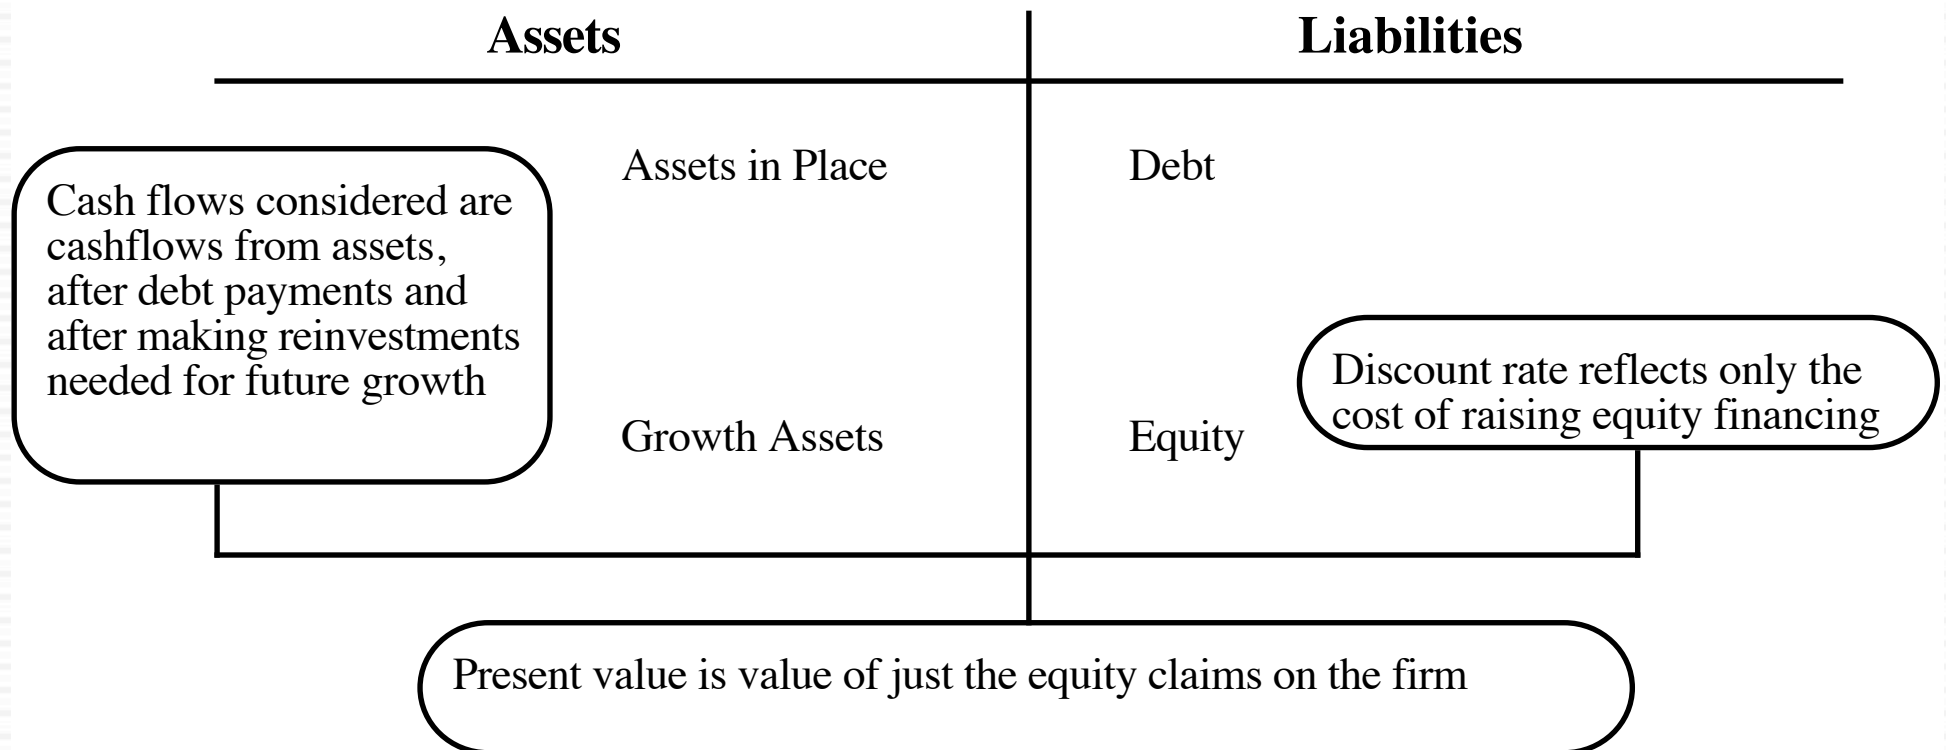 Assets
Liabilities
Assets in Place
Debt
Cash flows considered are
cashflows from assets,
after debt payments and
after making reinvestments
needed for future growth
Discount rate reflects only the
cost of raising equity financing
Growth Assets
Equity
Present value is value of just the equity claims on the firm